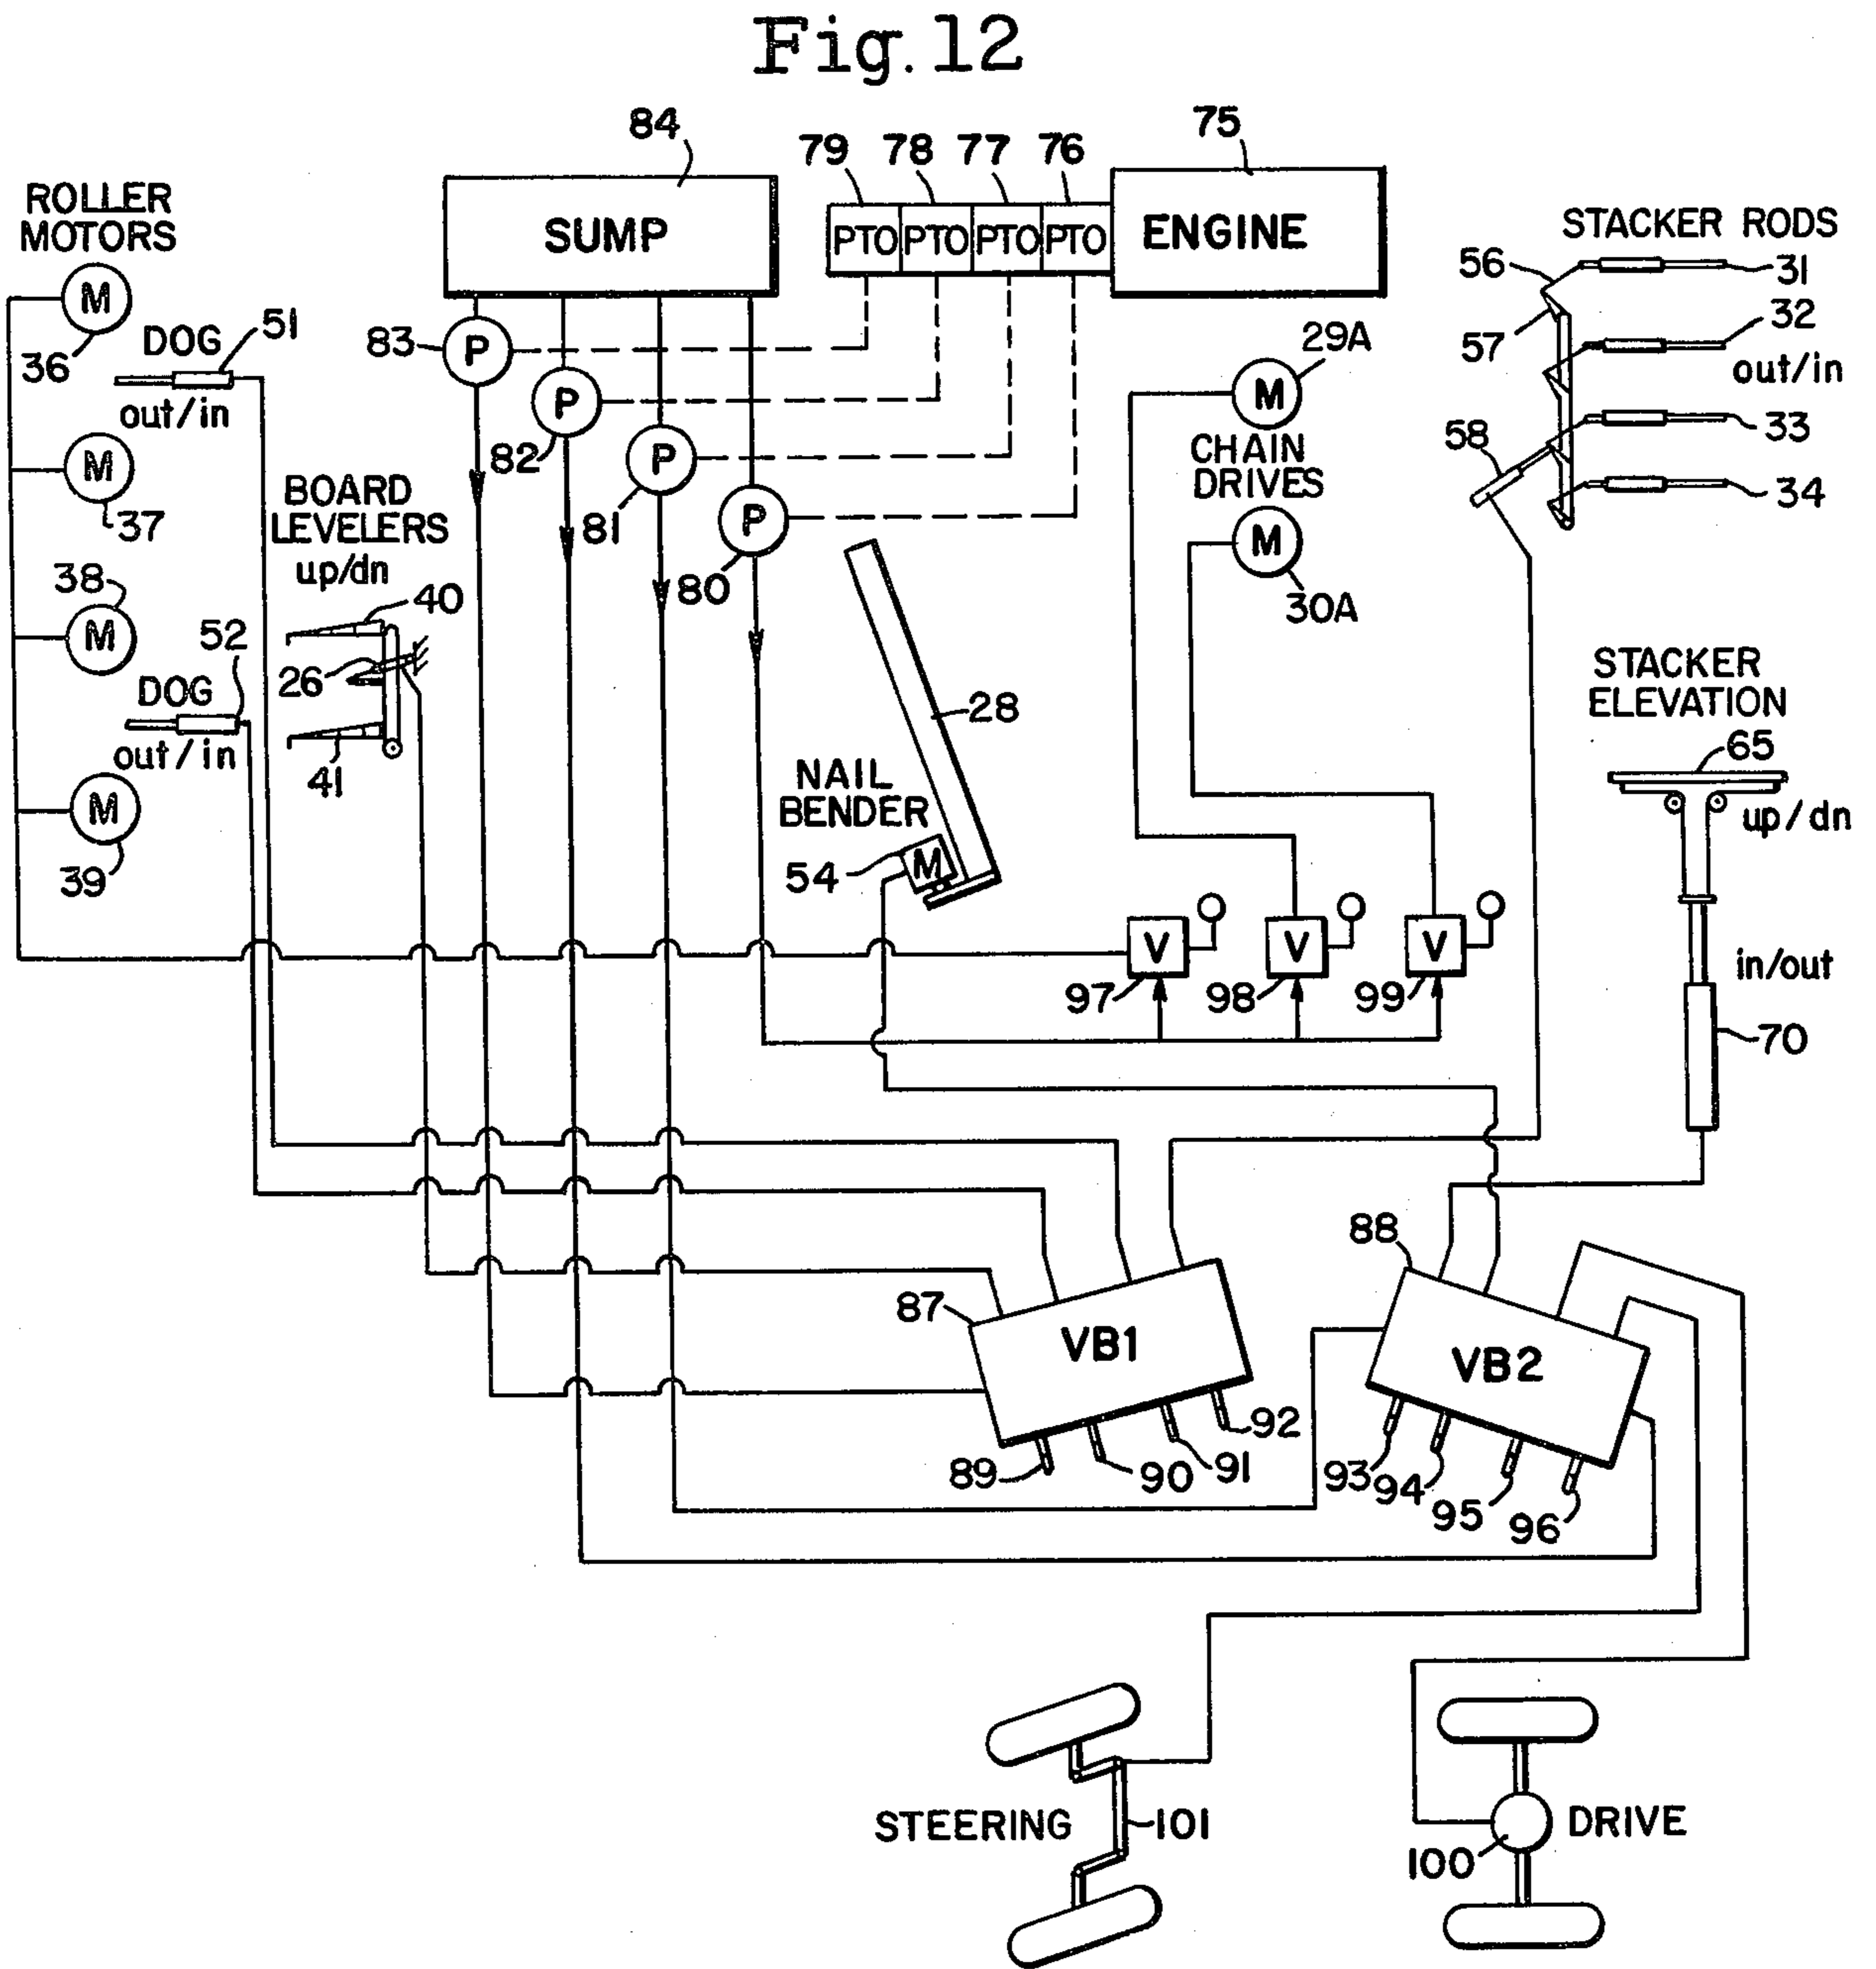 Fig. 12
84
79 78 77 76
75
ROLLER
MOTORS
SUMP
PTO PTO PTO PTO
ENGINE
STACKER RODS
56
31
M
36
DOG
51
out/in
83
P
29A
M
57
32
out/in
82
P
CHAIN
DRIVES
58
33
M
37
BOARD
LEVELERS
up/dn
81
P
34
80
P
M
30A
38
M
40
52
DOG
26
out/in
41
28
STACKER
ELEVATION
65
up/dn
NAIL
BENDER
54
M
M
39
V
V
V
97
98
99
in/out
70
88
87
VB1
VB2
89
90
91
92
93
94
95
96
STEERING
101
DRIVE
100